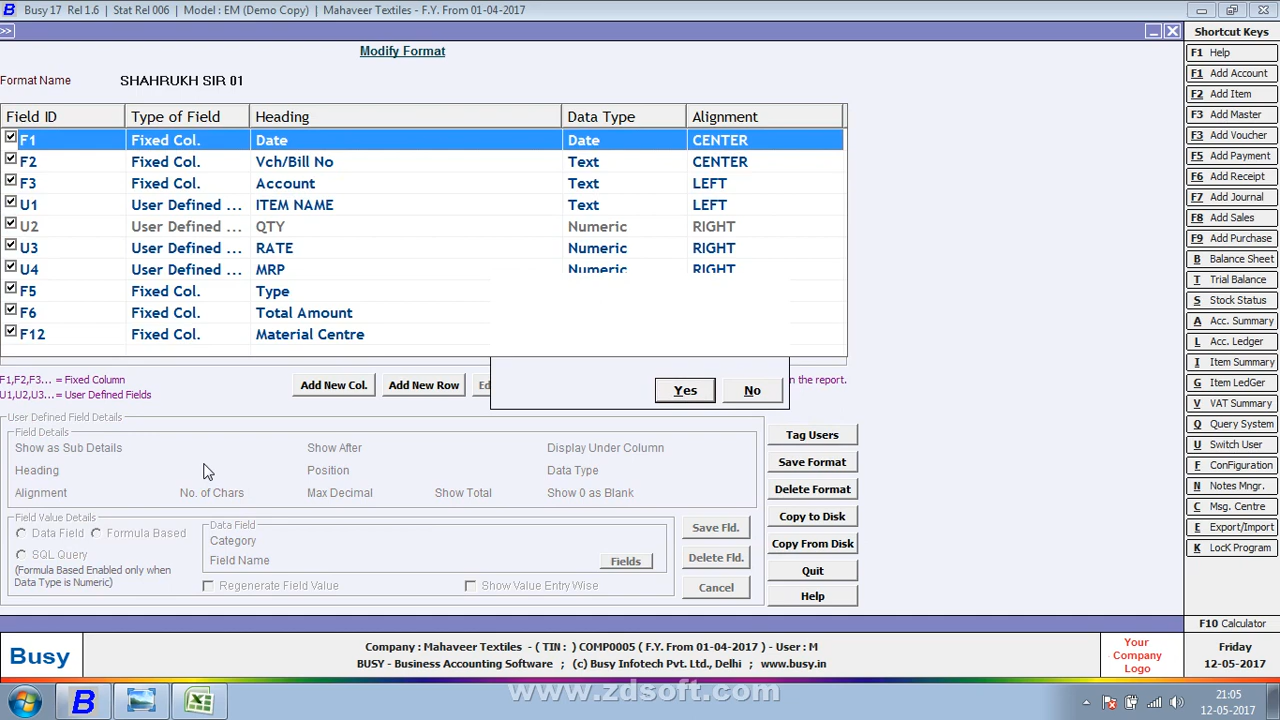 Busy 17 Rel 1.6 | Stat Rel 006 | Model : EM (Demo Copy) | Mahaveer Textiles - F.Y. From 01-04-2017
>>
Modify Format
Format Name SHAHRUKH SIR 01
Field ID Type of Field Heading Data Type Alignment
F1 Fixed Col. Date Date CENTER
F2 Fixed Col. Vch/Bill No Text CENTER
F3 Fixed Col. Account Text LEFT
U1 User Defined ... ITEM NAME Text LEFT
U2 User Defined ... QTY Numeric RIGHT
U3 User Defined ... RATE Numeric RIGHT
U4 User Defined ... MRP Numeric RIGHT
F5 Fixed Col. Type
F6 Fixed Col. Total Amount
F12 Fixed Col. Material Centre
F1,F2,F3... = Fixed Column
U1,U2,U3... = User Defined Fields
Add New Col. Add New Row Ed
Yes No
n the report.
User Defined Field Details
Field Details
Show as Sub Details Show After Display Under Column
Heading Position Data Type
Alignment No. of Chars Max Decimal Show Total Show 0 as Blank
Field Value Details
Data Field Formula Based
SQL Query
(Formula Based Enabled only when
Data Type is Numeric)
Data Field
Category
Field Name Fields
Regenerate Field Value Show Value Entry Wise
Save Fld.
Delete Fld.
Cancel
Tag Users
Save Format
Delete Format
Copy to Disk
Copy From Disk
Quit
Help
Shortcut Keys
F1 Help
F1 Add Account
F2 Add Item
F3 Add Master
F3 Add Voucher
F5 Add Payment
F6 Add Receipt
F7 Add Journal
F8 Add Sales
F9 Add Purchase
B Balance Sheet
T Trial Balance
S Stock Status
A Acc. Summary
L Acc. Ledger
I Item Summary
G Item LedGer
V VAT Summary
Q Query System
U Switch User
F Configuration
N Notes Mngr.
C Msg. Centre
E Export/Import
K LocK Program
F10 Calculator
Busy
Company : Mahaveer Textiles - ( TIN : ) COMP0005 ( F.Y. From 01-04-2017 ) - User : M
BUSY - Business Accounting Software ; (c) Busy Infotech Pvt. Ltd., Delhi ; www.busy.in
Your
Company
Logo
Friday
12-05-2017
www.zdsoft.com
21:05
12-05-2017